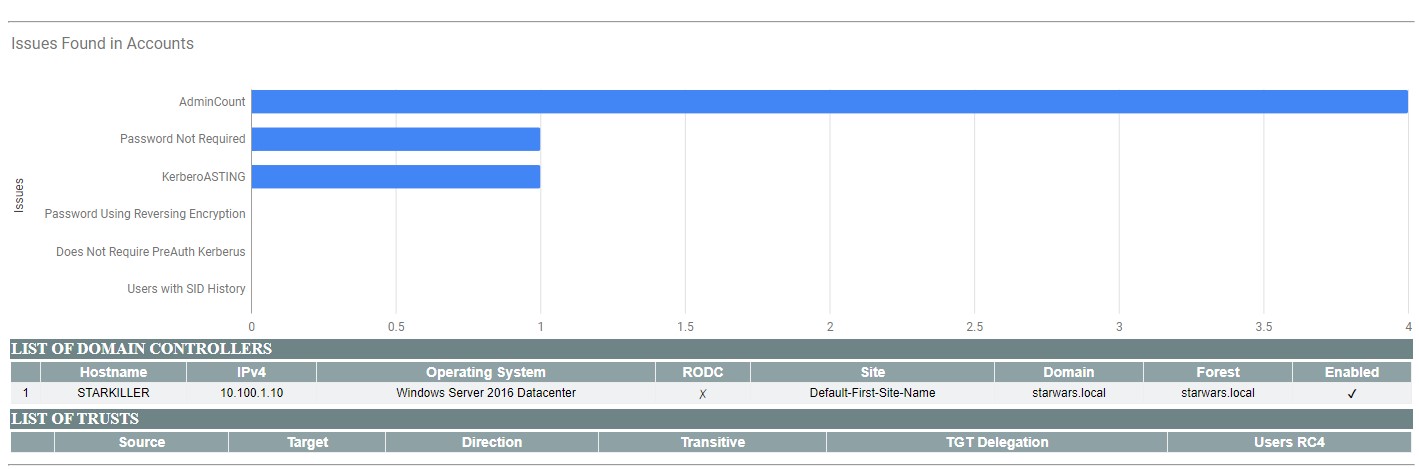 Issues Found in Accounts
Issues
AdminCount
Password Not Required
KerberoASTING
Password Using Reversing Encryption
Does Not Require PreAuth Kerberus
Users with SID History
0 0.5 1 1.5 2 2.5 3 3.5 4
LIST OF DOMAIN CONTROLLERS
Hostname IPv4 Operating System RODC Site Domain Forest Enabled
1 STARKILLER 10.100.1.10 Windows Server 2016 Datacenter ✗ Default-First-Site-Name starwars.local starwars.local ✓
LIST OF TRUSTS
Source Target Direction Transitive TGT Delegation Users RC4